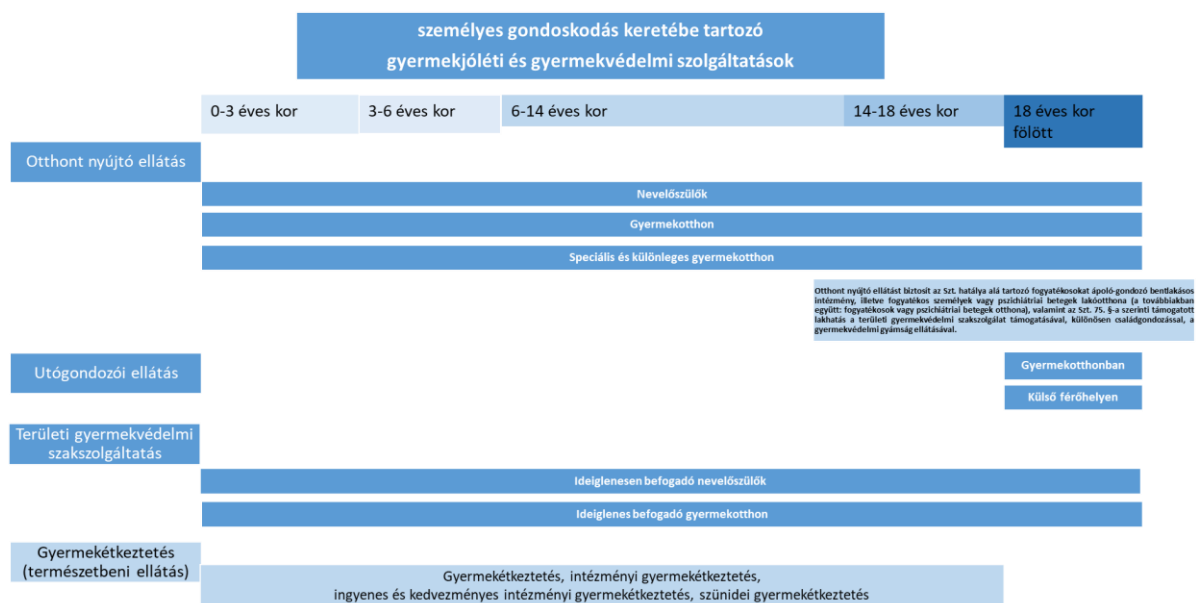 személyes gondoskodás keretébe tartozó
gyermekjóléti és gyermekvédelmi szolgáltatások
0-3 éves kor
3-6 éves kor
6-14 éves kor
14-18 éves kor
18 éves kor
fölött
Otthont nyújtó ellátás
Nevelőszülők
Gyermekotthon
Speciális és különleges gyermekotthon
Otthont nyújtó ellátást biztosít az Szt. hatálya alá tartozó fogyatékosokat ápoló-gondozó bentlakásos
intézmény, illetve fogyatékos személyek vagy pszichiátriai betegek lakóotthona (a továbbiakban
együtt: fogyatékosok vagy pszichiátriai betegek otthona), valamint az Szt. 75. §-a szerinti támogatott
lakhatás a területi gyermekvédelmi szakszolgálat támogatásával, különösen családgondozással, a
gyermekvédelmi gyámság ellátásával.
Utógondozói ellátás
Gyermekotthonban
Külső férőhelyen
Területi gyermekvédelmi
szakszolgáltatás
Ideiglenesen befogadó nevelőszülők
Ideiglenes befogadó gyermekotthon
Gyermekétkeztetés
(természetbeni ellátás)
Gyermekétkeztetés, intézményi gyermekétkeztetés,
ingyenes és kedvezményes intézményi gyermekétkeztetés, szünidei gyermekétkeztetés